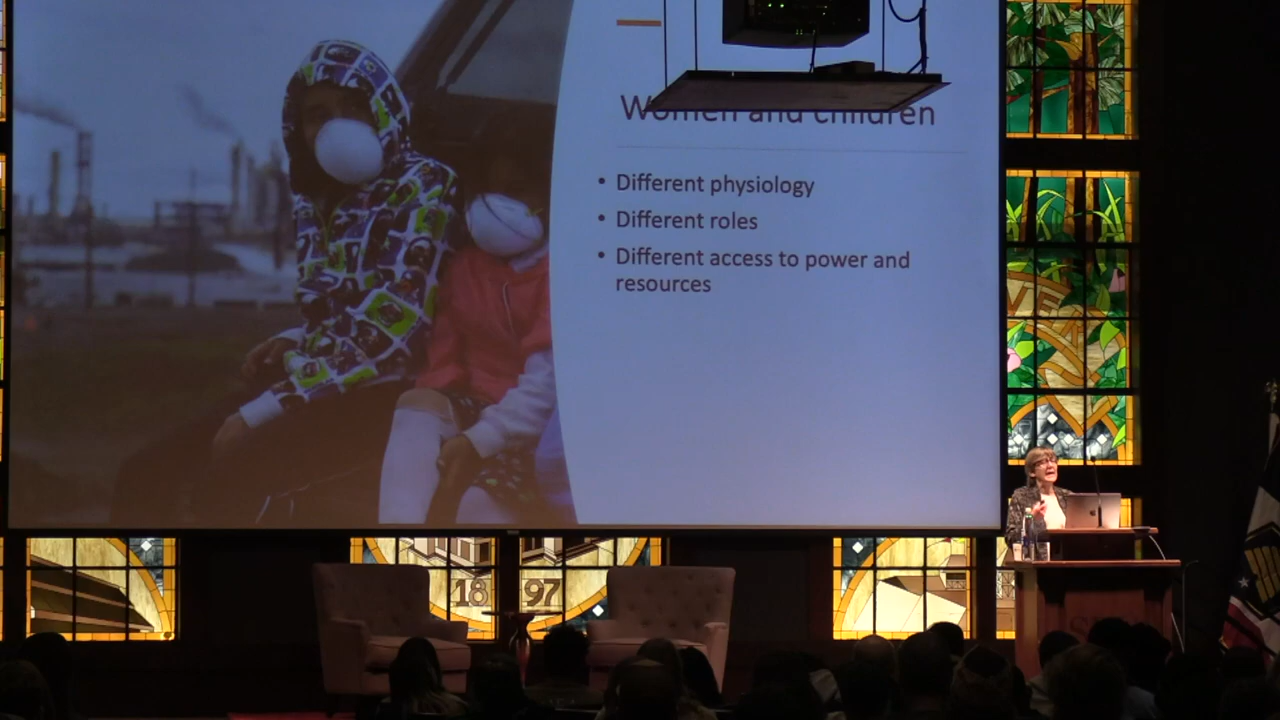 Women and children
• Different physiology
• Different roles
• Different access to power and
resources
18 97